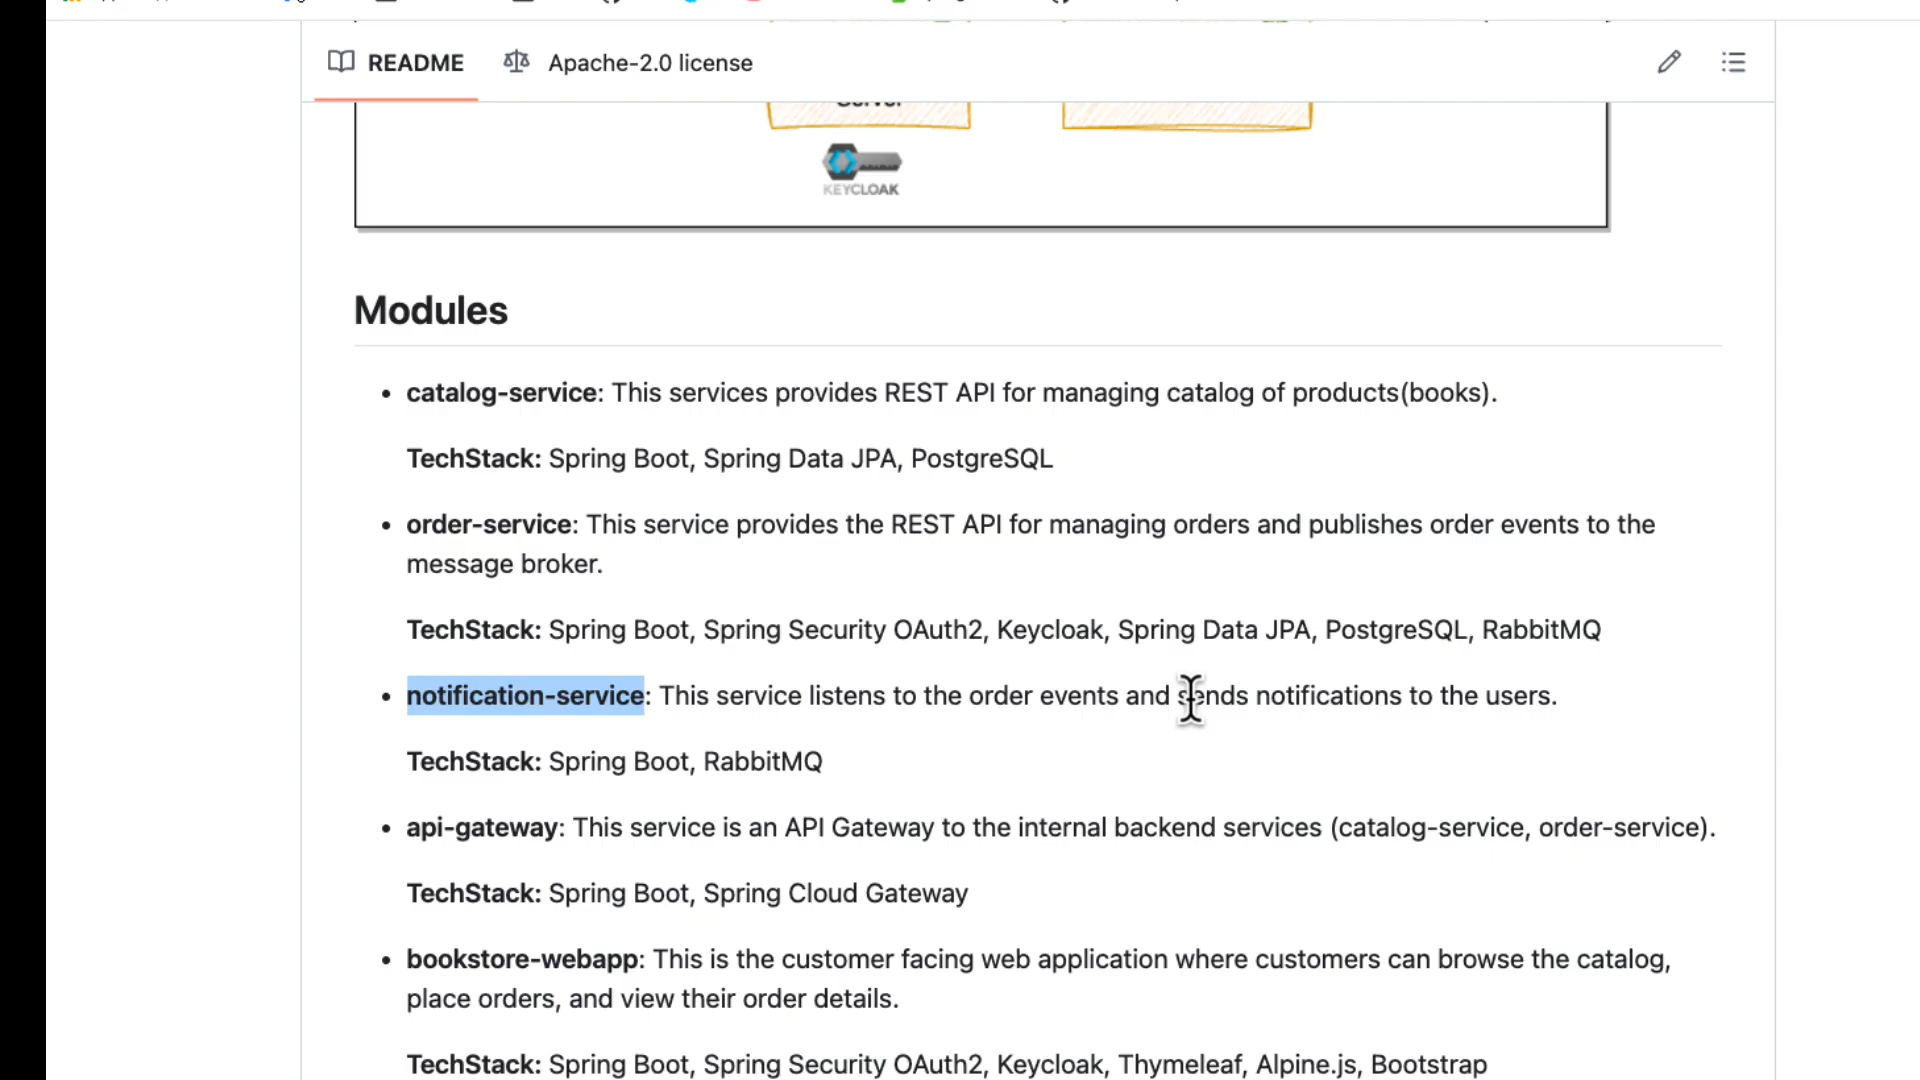 README
Apache-2.0 license
Server
KEYCLOAK
Modules
catalog-service: This services provides REST API for managing catalog of products(books).
TechStack: Spring Boot, Spring Data JPA, PostgreSQL
order-service: This service provides the REST API for managing orders and publishes order events to the
message broker.
TechStack: Spring Boot, Spring Security OAuth2, Keycloak, Spring Data JPA, PostgreSQL, RabbitMQ
notification-service: This service listens to the order events and sends notifications to the users.
TechStack: Spring Boot, RabbitMQ
api-gateway: This service is an API Gateway to the internal backend services (catalog-service, order-service).
TechStack: Spring Boot, Spring Cloud Gateway
bookstore-webapp: This is the customer facing web application where customers can browse the catalog,
place orders, and view their order details.
TechStack: Spring Boot, Spring Security OAuth2, Keycloak, Thymeleaf, Alpine.js, Bootstrap